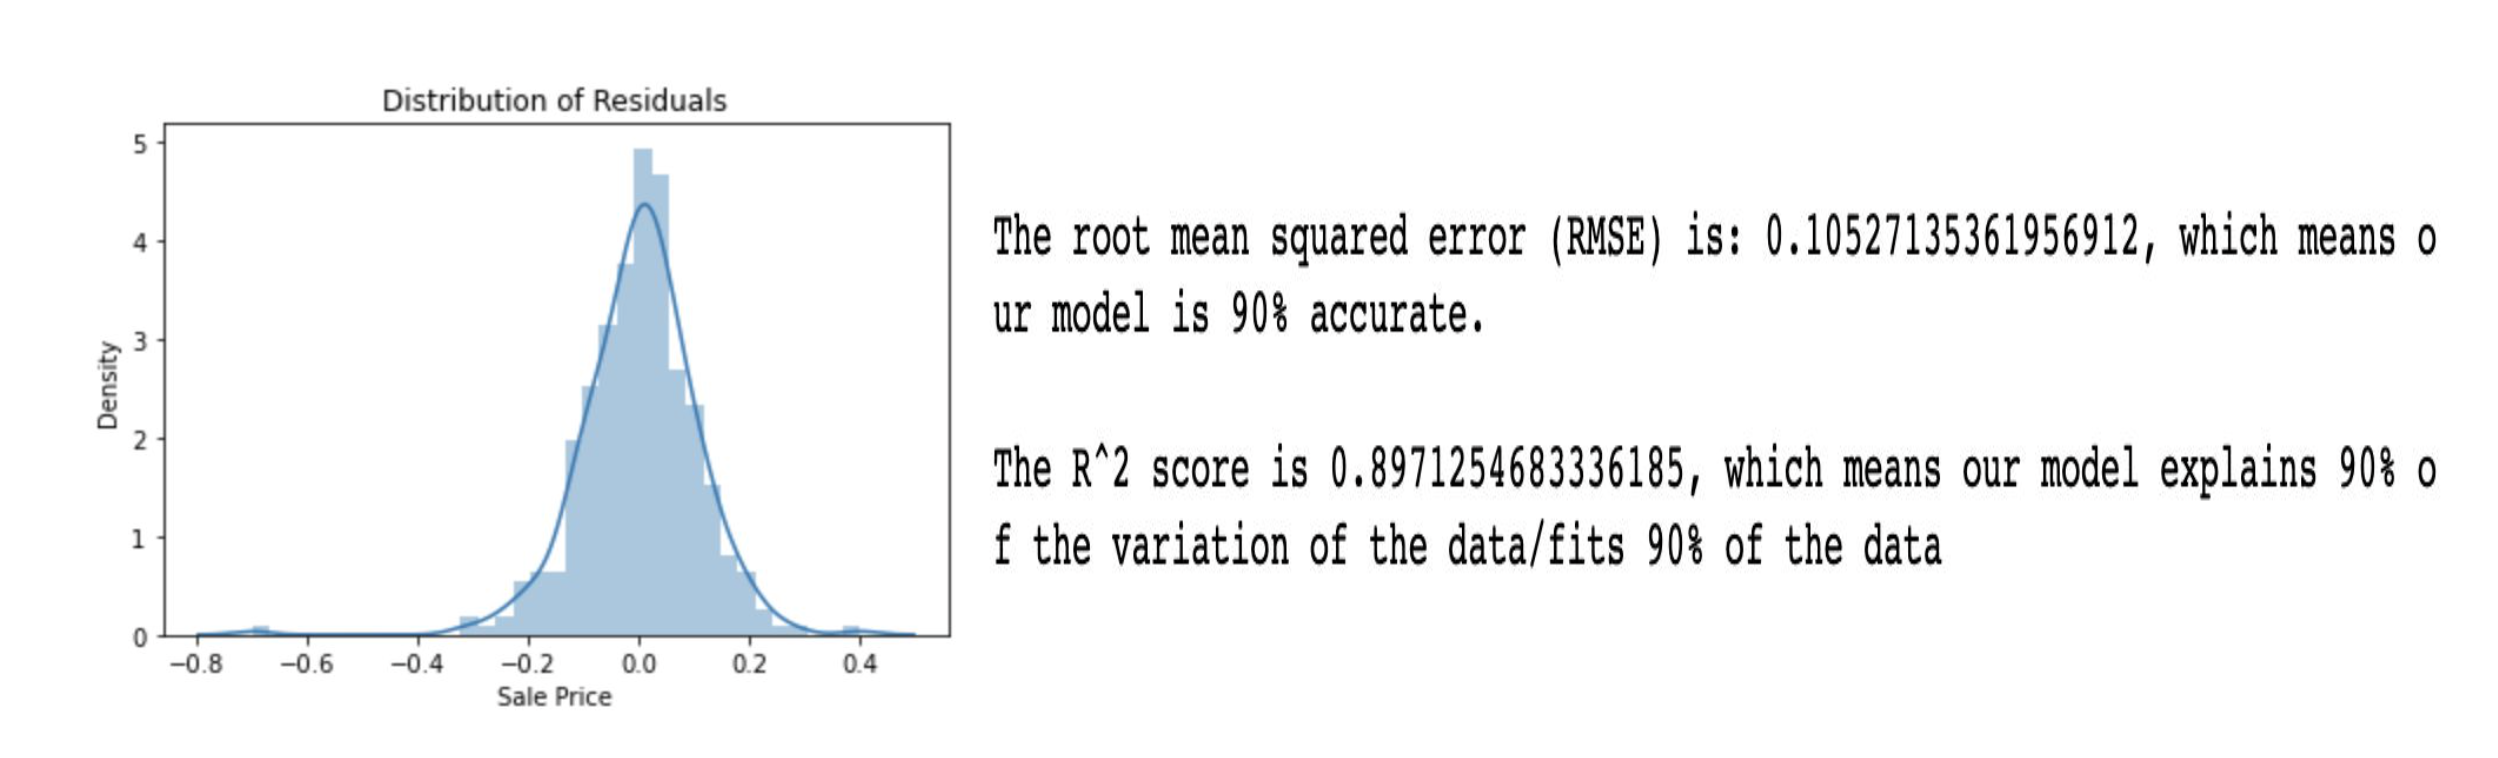 Distribution of Residuals
5
4
3
2
1
0
Density
−0.8 −0.6 −0.4 −0.2 0.0 0.2 0.4
Sale Price
The root mean squared error (RMSE) is: 0.1052713536195691​2, which means o
ur model is 90% accurate.
The R^2 score is 0.8971254683336185, which means our model explains 90% o
f the variation of the data/fits 90% of the data